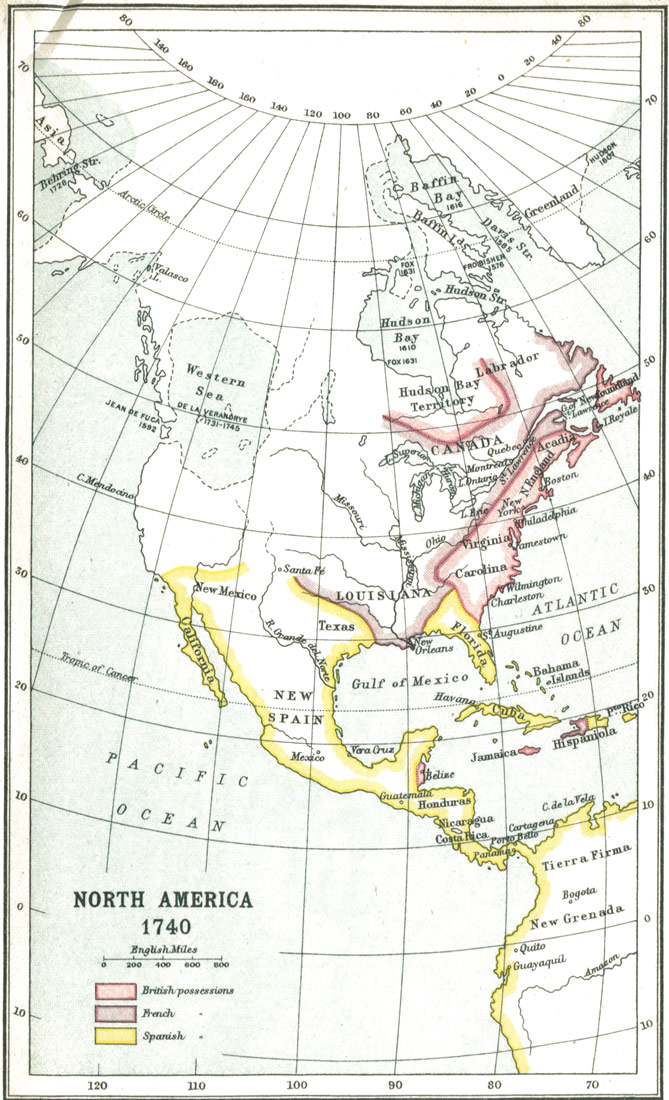 80
80
140
160
180
160
140
120
100
80
60
40
20
0
20
40
70
70
Asia
Behring Str.
1728
Arctic Circle
HUDSON
1607
Baffin
Bay
1616
Greenland
Baffin Lds.
Davis Str.
1585
60
60
Valasco
FOX
1631
FROBISHER
1576
Hudson Str.
Hudson
Bay
1610
FOX 1631
50
50
Western
Sea
DE LA VERANDRYE
1731-1745
JEAN DE FUCA
1592
Labrador
Hudson Bay
Territory
Newfoundland
G. of
St. Lawrence
I. Royale
CANADA
Quebec
Acadia
L. Superior
Montreal
St. Lawrence
L. Ontario
N. England
Boston
40
40
C. Mendocino
Michigan
Huron
Missouri
L. Erie
New
York
Philadelphia
Ohio
Virginia
Jamestown
Mississippi
30
30
Santa Fé
New Mexico
LOUISIANA
Carolina
Wilmington
Charleston
ATLANTIC
OCEAN
Texas
R. Grande del Norte
New
Orleans
Florida
St. Augustine
California
20
20
Tropic of Cancer
Gulf of Mexico
Bahama
Islands
NEW
SPAIN
Havana
Cuba
Pto. Rico
Hispaniola
Jamaica
Vera Cruz
Mexico
Belize
PACIFIC
OCEAN
10
10
Guatemala
Honduras
Nicaragua
Costa Rica
C. de la Vela
Cartagena
Porto Bello
Panama
Tierra Firma
Bogota
New Grenada
0
0
Quito
Guayaquil
Amazon
NORTH AMERICA
1740
English Miles
0 200 400 600 800
British possessions
French "
Spanish "
10
10
120 110 100 90 80 70